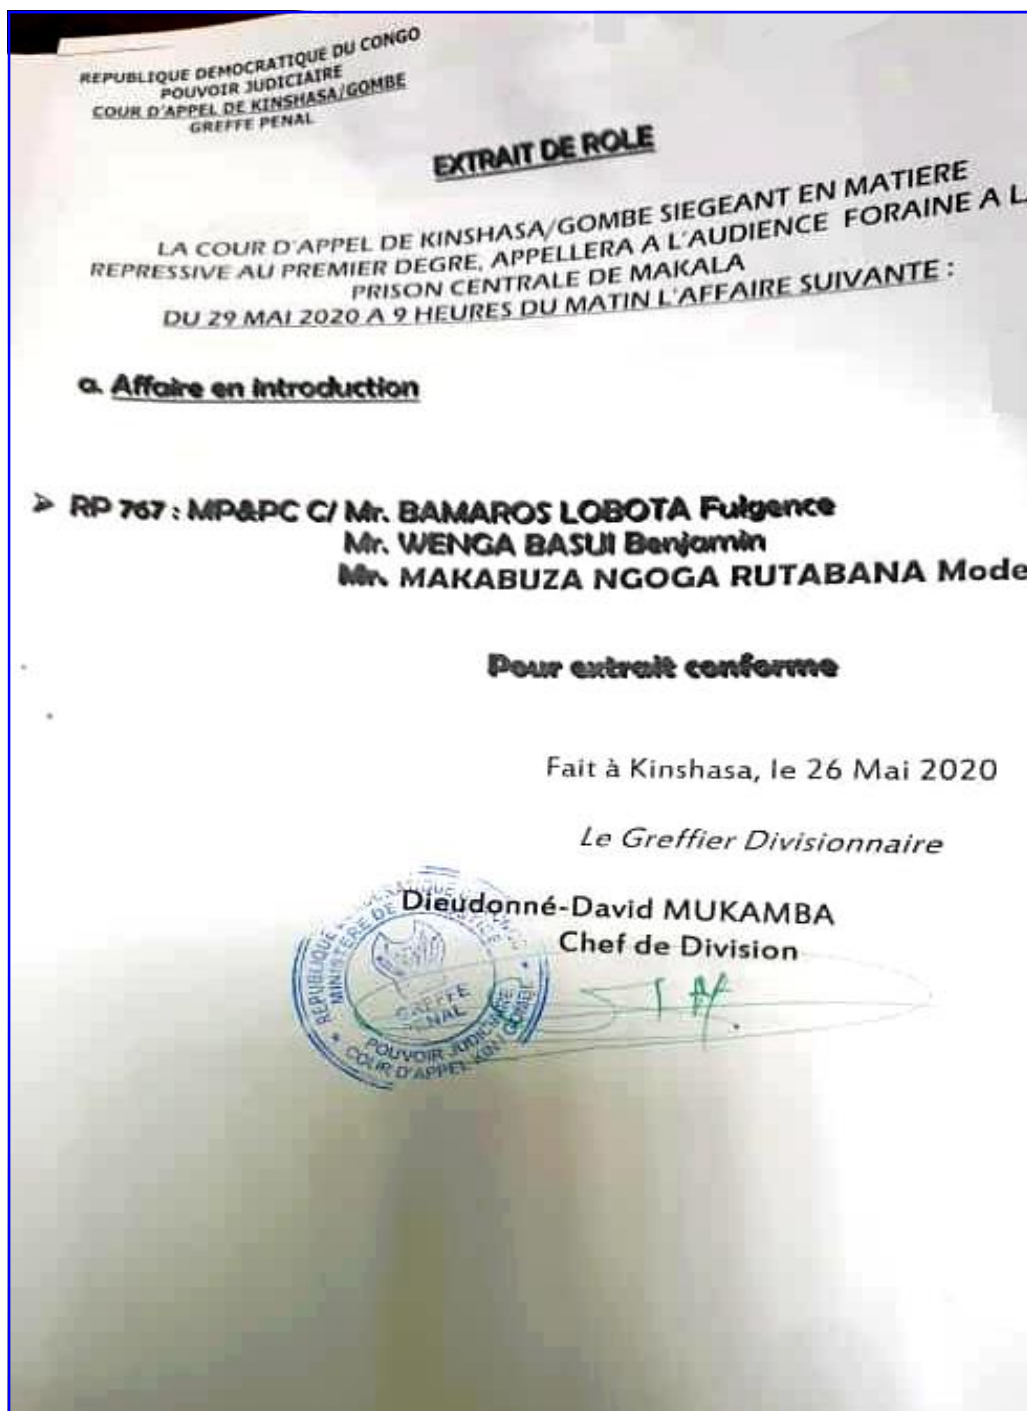 REPUBLIQUE DEMOCRATIQUE DU CONGO
POUVOIR JUDICIAIRE
COUR D'APPEL DE KINSHASA/GOMBE
GREFFE PENAL
EXTRAIT DE ROLE
LA COUR D'APPEL DE KINSHASA/GOMBE SIEGEANT EN MATIERE
REPRESSIVE AU PREMIER DEGRE, APPELLERA A L'AUDIENCE FORAINE A LA
PRISON CENTRALE DE MAKALA
DU 29 MAI 2020 A 9 HEURES DU MATIN L'AFFAIRE SUIVANTE :
a. Affaire en introduction
➢ RP 767 : MP&PC C/ Mr. BAMAROS LOBOTA Fulgence
Mr. WENGA BASUI Benjamin
Mr. MAKABUZA NGOGA RUTABANA Mode
Pour extrait conforme
Fait à Kinshasa, le 26 Mai 2020
Le Greffier Divisionnaire
Dieudonné-David MUKAMBA
Chef de Division
MINISTERE DE
GREFFE
PENAL
POUVOIR JUDICIAIRE
COUR D'APPEL KIN / GOMBE